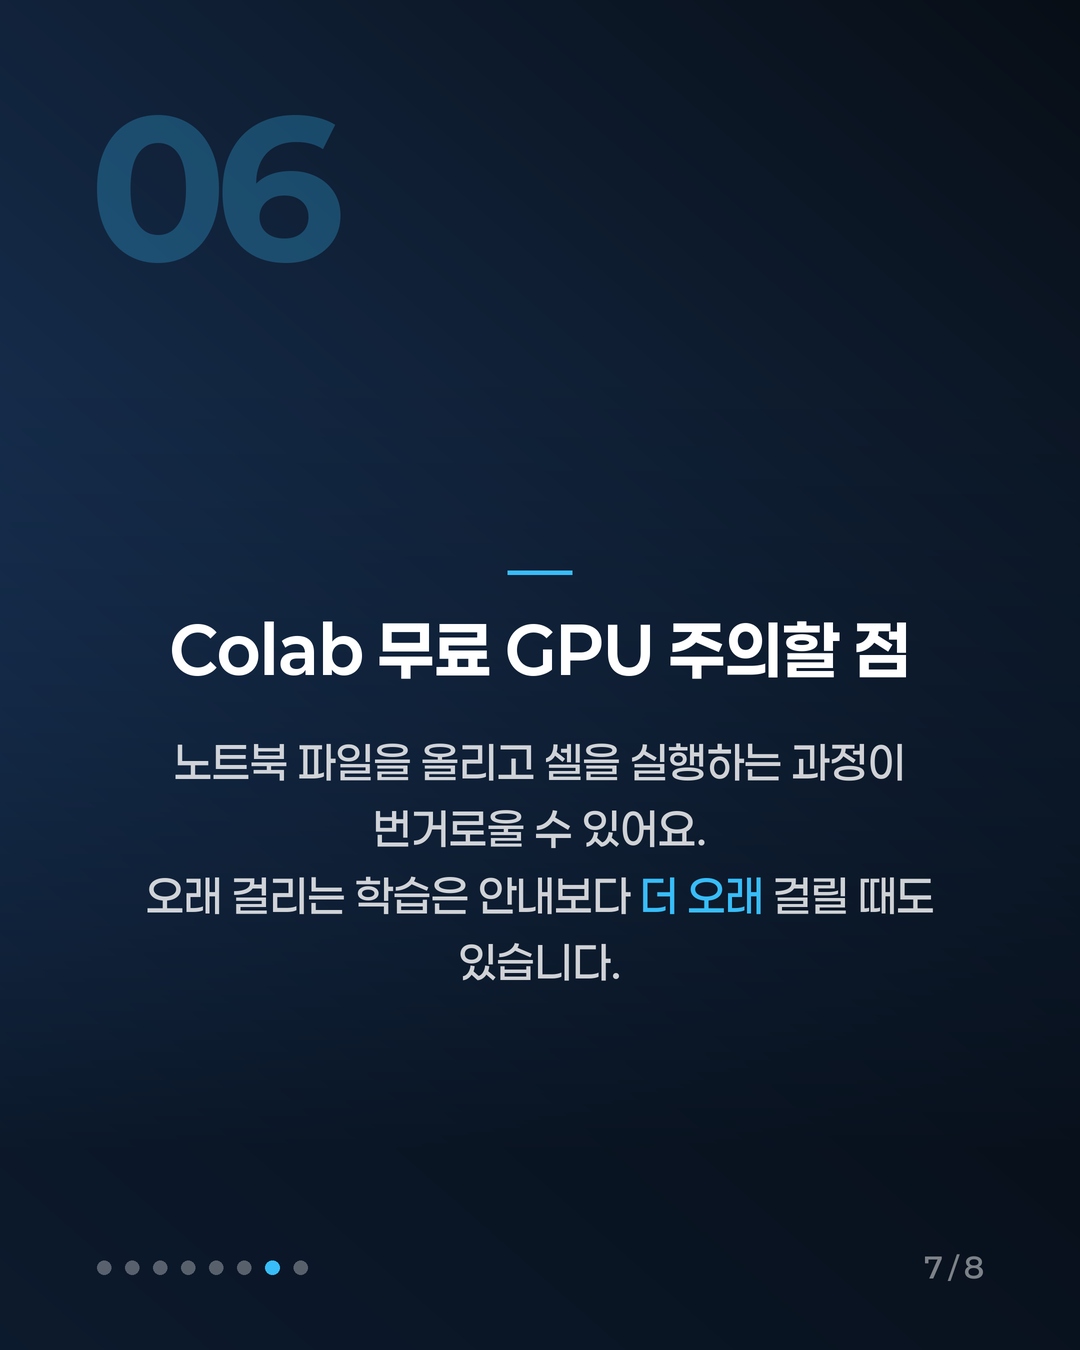 06
Colab 무료 GPU 주의할 점
노트북 파일을 올리고 셀을 실행하는 과정이
번거로울 수 있어요.
오래 걸리는 학습은 안내보다 더 오래 걸릴 때도
있습니다.
7/8